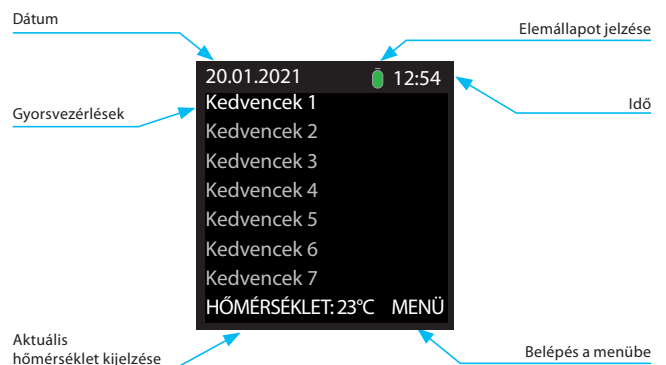 Dátum
Elemállapot jelzése
20.01.2021 12:54
Idő
Gyorsvezérlések
Kedvencek 1
Kedvencek 2
Kedvencek 3
Kedvencek 4
Kedvencek 5
Kedvencek 6
Kedvencek 7
HŐMÉRSÉKLET: 23°C MENÜ
Aktuális
hőmérséklet kijelzése
Belépés a menübe